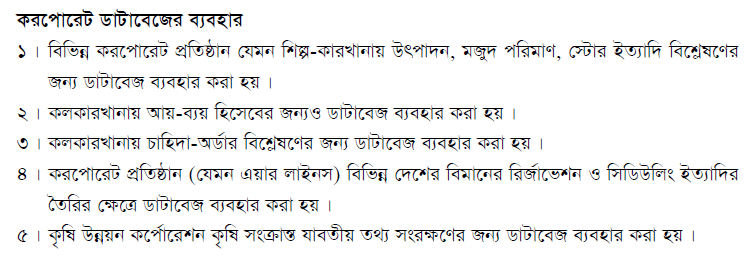 করপোরেট ডাটাবেজের ব্যবহার
১। বিভিন্ন করপোরেট প্রতিষ্ঠান যেমন শিল্প-কারখানায় উৎপাদন, মজুদ পরিমাণ, স্টোর ইত্যাদি বিশ্লেষণের
জন্য ডাটাবেজ ব্যবহার করা হয়।
২। কলকারখানায় আয়-ব্যয় হিসেবের জন্যও ডাটাবেজ ব্যবহার করা হয়।
৩। কলকারখানায় চাহিদা-অর্ডার বিশ্লেষণের জন্য ডাটাবেজ ব্যবহার করা হয়।
৪। করপোরেট প্রতিষ্ঠান (যেমন এয়ার লাইনস) বিভিন্ন দেশের বিমানের রির্জাভেশন ও সিডিউলিং ইত্যাদির
তৈরির ক্ষেত্রে ডাটাবেজ ব্যবহার করা হয়।
৫। কৃষি উন্নয়ন কর্পোরেশন কৃষি সংক্রান্ত যাবতীয় তথ্য সংরক্ষণের জন্য ডাটাবেজ ব্যবহার করা হয়।